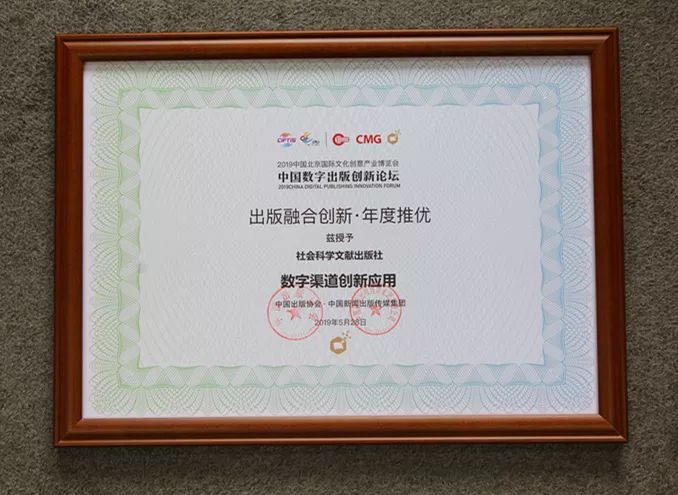 CIFTIS
CMG
2019中国北京国际文化创意产业博览会
中国数字出版创新论坛
2019CHINA DIGITAL PUBLISHING INNOVATION FORUM
出版融合创新·年度推优
兹授予
社会科学文献出版社
数字渠道创新应用
中国出版协会·中国新闻出版传媒集团
2019年5月28日